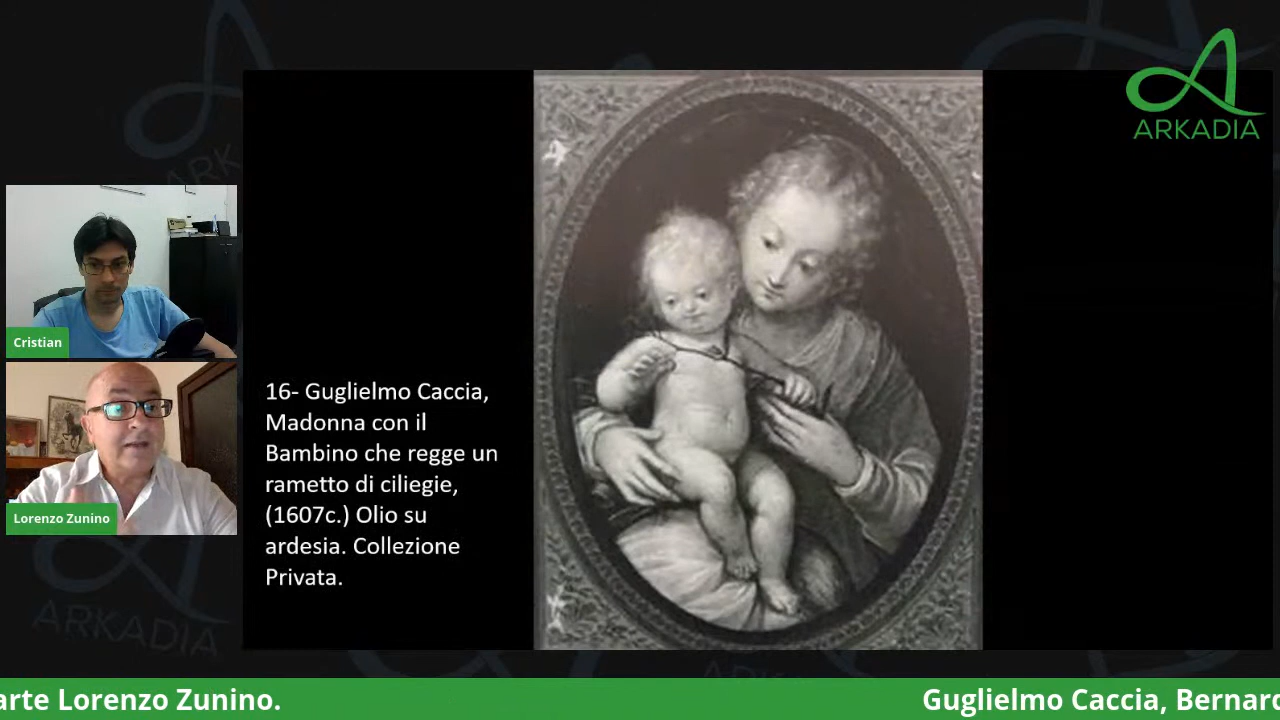 ARKADIA
Cristian
Lorenzo Zunino
16- Guglielmo Caccia,
Madonna con il
Bambino che regge un
rametto di ciliegie,
(1607c.) Olio su
ardesia. Collezione
Privata.
arte Lorenzo Zunino.
Guglielmo Caccia, Bernard
ARKADIA